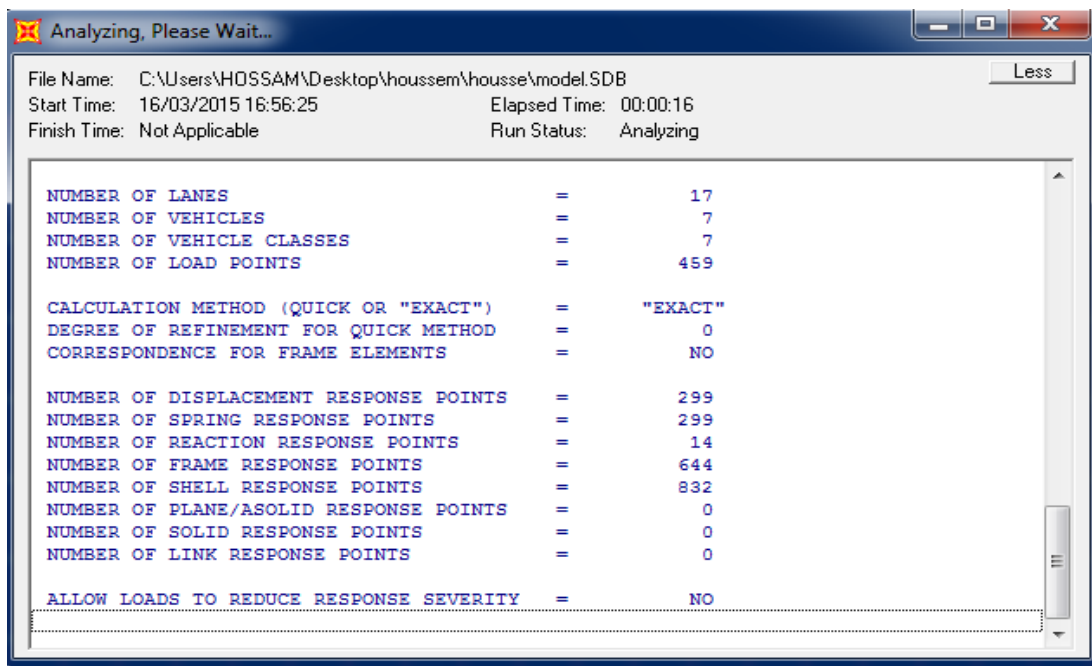 Analyzing, Please Wait...
File Name: C:\Users\HOSSAM\Desktop\houssem\housse\model.SDB Less
Start Time: 16/03/2015 16:56:25 Elapsed Time: 00:00:16
Finish Time: Not Applicable Run Status: Analyzing
NUMBER OF LANES = 17
NUMBER OF VEHICLES = 7
NUMBER OF VEHICLE CLASSES = 7
NUMBER OF LOAD POINTS = 459
CALCULATION METHOD (QUICK OR "EXACT") = "EXACT"
DEGREE OF REFINEMENT FOR QUICK METHOD = 0
CORRESPONDENCE FOR FRAME ELEMENTS = NO
NUMBER OF DISPLACEMENT RESPONSE POINTS = 299
NUMBER OF SPRING RESPONSE POINTS = 299
NUMBER OF REACTION RESPONSE POINTS = 14
NUMBER OF FRAME RESPONSE POINTS = 644
NUMBER OF SHELL RESPONSE POINTS = 832
NUMBER OF PLANE/ASOLID RESPONSE POINTS = 0
NUMBER OF SOLID RESPONSE POINTS = 0
NUMBER OF LINK RESPONSE POINTS = 0
ALLOW LOADS TO REDUCE RESPONSE SEVERITY = NO